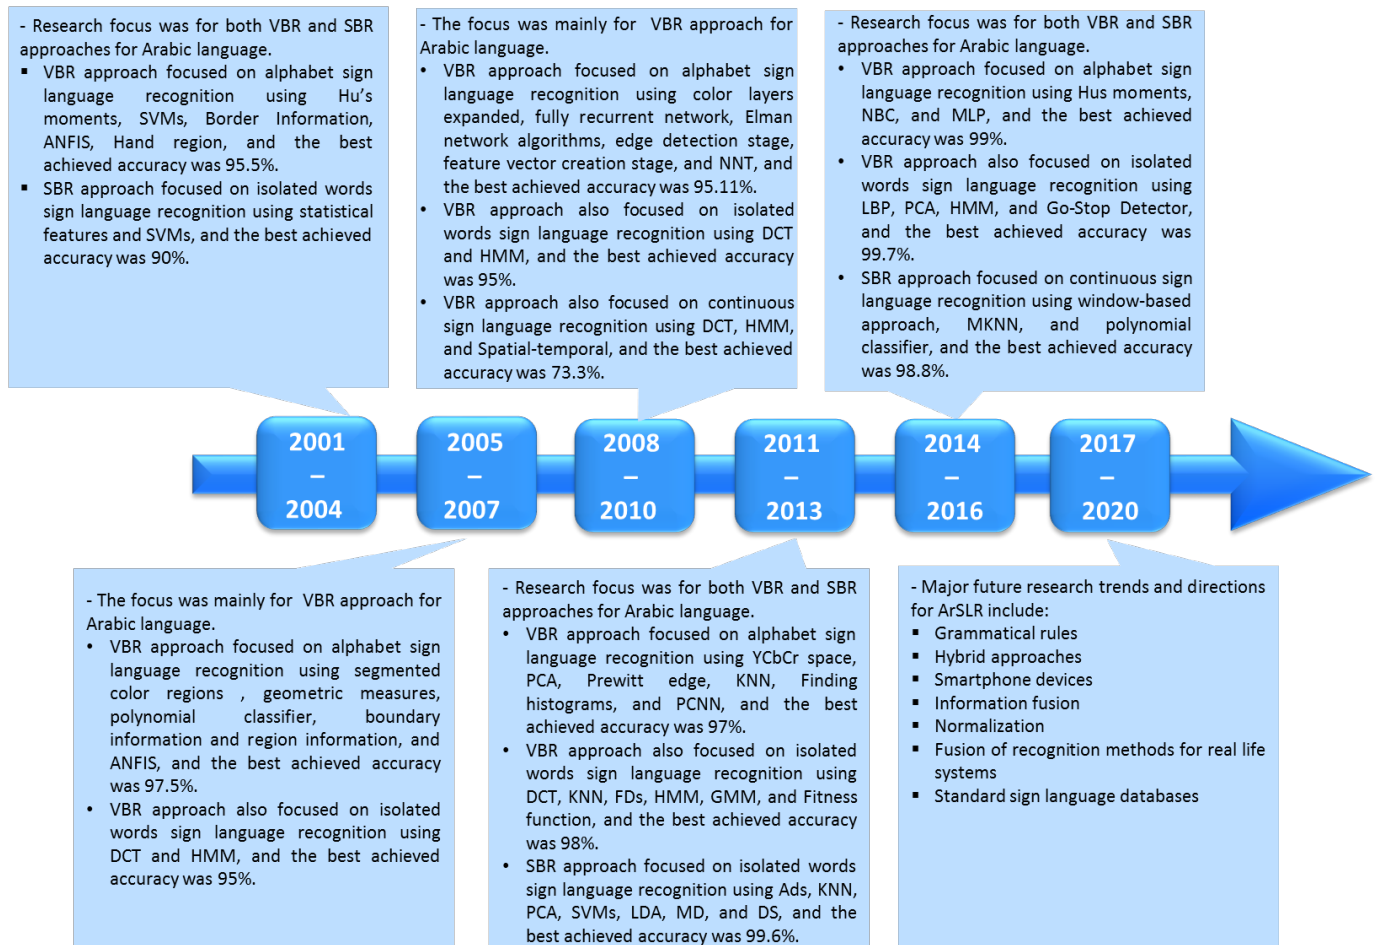 - Research focus was for both VBR and SBR
approaches for Arabic language.
▪ VBR approach focused on alphabet sign
language recognition using Hu's
moments, SVMs, Border Information,
ANFIS, Hand region, and the best
achieved accuracy was 95.5%.
▪ SBR approach focused on isolated words
sign language recognition using statistical
features and SVMs, and the best achieved
accuracy was 90%.
- The focus was mainly for VBR approach for
Arabic language.
• VBR approach focused on alphabet sign
language recognition using color layers
expanded, fully recurrent network, Elman
network algorithms, edge detection stage,
feature vector creation stage, and NNT, and
the best achieved accuracy was 95.11%.
• VBR approach also focused on isolated
words sign language recognition using DCT
and HMM, and the best achieved accuracy
was 95%.
• VBR approach also focused on continuous
sign language recognition using DCT, HMM,
and Spatial-temporal, and the best achieved
accuracy was 73.3%.
- Research focus was for both VBR and SBR
approaches for Arabic language.
• VBR approach focused on alphabet sign
language recognition using Hus moments,
NBC, and MLP, and the best achieved
accuracy was 99%.
• VBR approach also focused on isolated
words sign language recognition using
LBP, PCA, HMM, and Go-Stop Detector,
and the best achieved accuracy was
99.7%.
• SBR approach focused on continuous sign
language recognition using window-based
approach, MKNN, and polynomial
classifier, and the best achieved accuracy
was 98.8%.
2001
–
2004
2005
–
2007
2008
–
2010
2011
–
2013
2014
–
2016
2017
–
2020
- The focus was mainly for VBR approach for
Arabic language.
• VBR approach focused on alphabet sign
language recognition using segmented
color regions , geometric measures,
polynomial classifier, boundary
information and region information, and
ANFIS, and the best achieved accuracy
was 97.5%.
• VBR approach also focused on isolated
words sign language recognition using
DCT and HMM, and the best achieved
accuracy was 95%.
- Research focus was for both VBR and SBR
approaches for Arabic language.
• VBR approach focused on alphabet sign
language recognition using YCbCr space,
PCA, Prewitt edge, KNN, Finding
histograms, and PCNN, and the best
achieved accuracy was 97%.
• VBR approach also focused on isolated
words sign language recognition using
DCT, KNN, FDs, HMM, GMM, and Fitness
function, and the best achieved accuracy
was 98%.
• SBR approach focused on isolated words
sign language recognition using Ads, KNN,
PCA, SVMs, LDA, MD, and DS, and the
best achieved accuracy was 99.6%.
- Major future research trends and directions
for ArSLR include:
▪ Grammatical rules
▪ Hybrid approaches
▪ Smartphone devices
▪ Information fusion
▪ Normalization
▪ Fusion of recognition methods for real life
systems
▪ Standard sign language databases